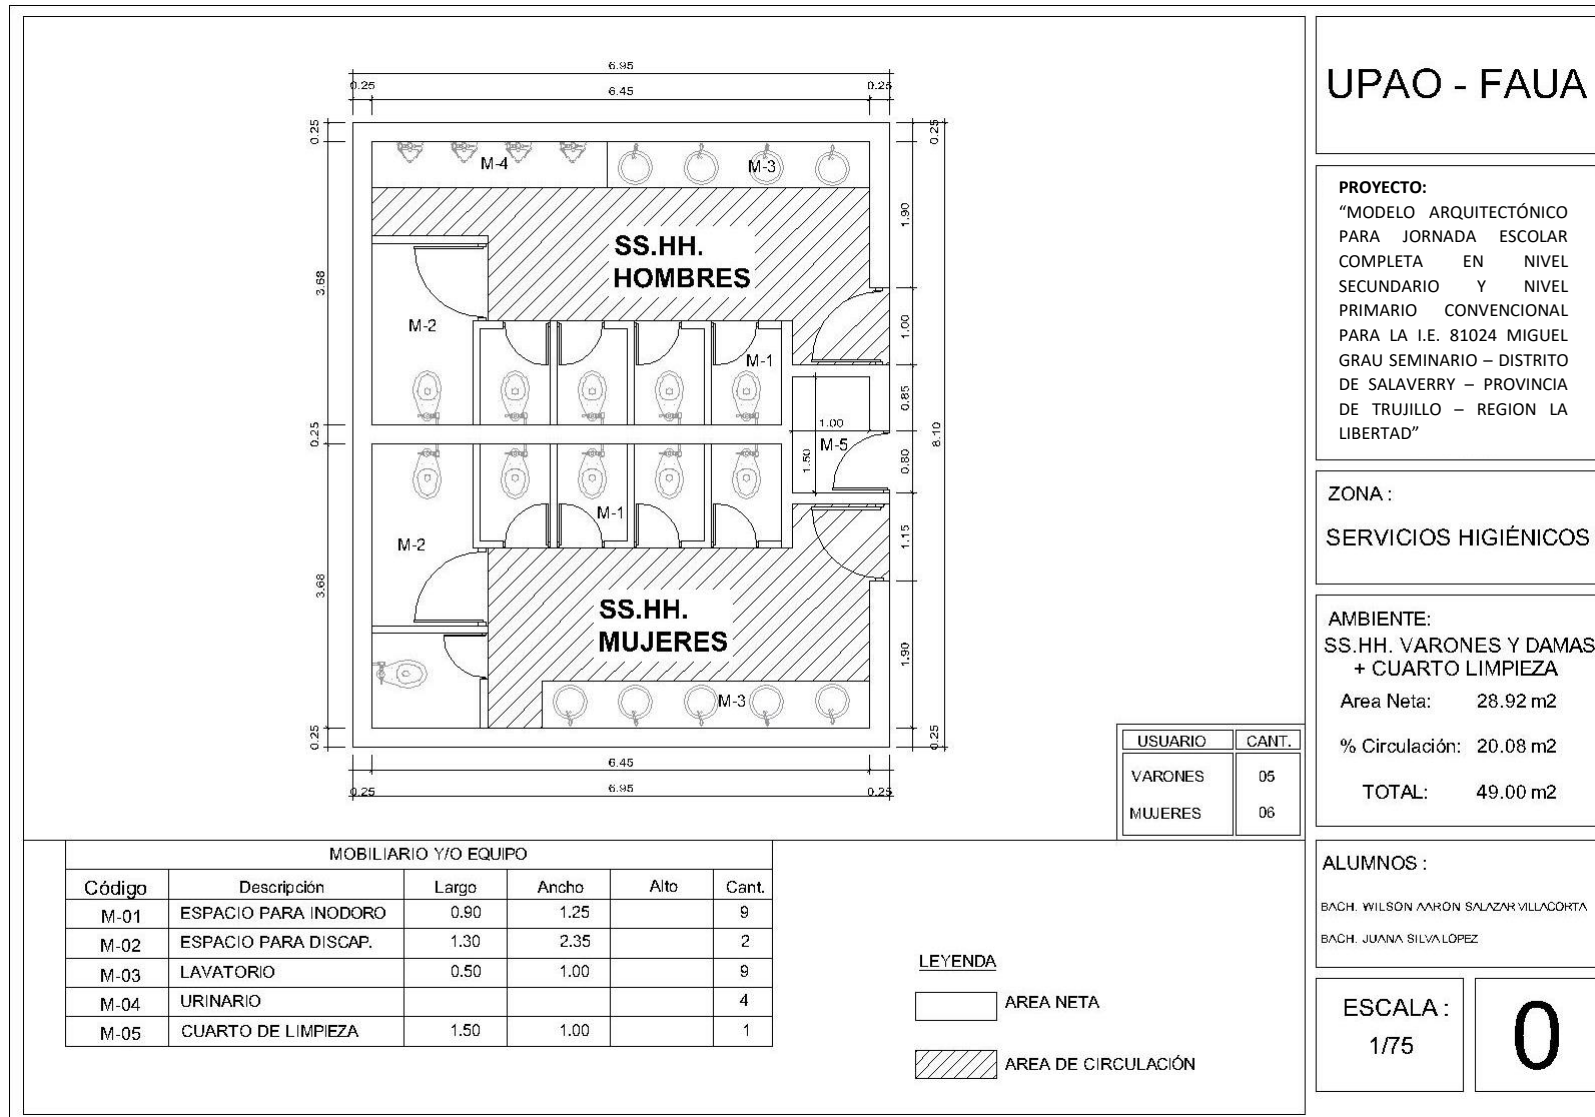 6.95
0.25
6.45
0.25
0.25
0.25
M-4
M-3
SS.HH.
HOMBRES
1.90
3.68
M-2
1.00
M-1
0.85
0.25
1.00
M-5
8.10
1.50
0.80
M-1
M-2
1.15
3.68
SS.HH.
MUJERES
1.90
M-3
0.25
0.25
6.45
0.25
6.95
0.25
UPAO - FAUA
PROYECTO:
“MODELO ARQUITECTÓNICO
PARA JORNADA ESCOLAR
COMPLETA EN NIVEL
SECUNDARIO Y NIVEL
PRIMARIO CONVENCIONAL
PARA LA I.E. 81024 MIGUEL
GRAU SEMINARIO – DISTRITO
DE SALAVERRY – PROVINCIA
DE TRUJILLO – REGION LA
LIBERTAD”
ZONA :
SERVICIOS HIGIÉNICOS
AMBIENTE:
SS.HH. VARONES Y DAMAS
+ CUARTO LIMPIEZA
Area Neta: 28.92 m2
% Circulación: 20.08 m2
TOTAL: 49.00 m2
USUARIO CANT.
VARONES 05
MUJERES 06
MOBILIARIO Y/O EQUIPO
Código Descripción Largo Ancho Alto Cant.
M-01 ESPACIO PARA INODORO 0.90 1.25 9
M-02 ESPACIO PARA DISCAP. 1.30 2.35 2
M-03 LAVATORIO 0.50 1.00 9
M-04 URINARIO 4
M-05 CUARTO DE LIMPIEZA 1.50 1.00 1
LEYENDA
AREA NETA
AREA DE CIRCULACIÓN
ALUMNOS :
BACH. WILSON AARON SALAZAR VILLACORTA
BACH. JUANA SILVA LOPEZ
ESCALA :
1/75
0